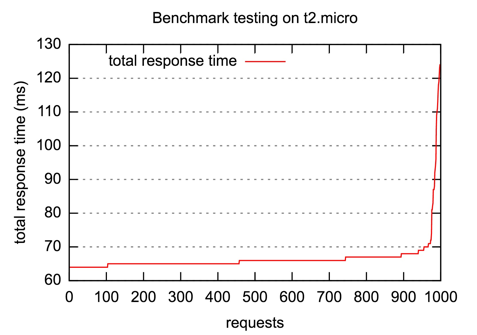 Benchmark testing on t2.micro
total response time
130
120
110
100
90
80
70
60
total response time (ms)
0 100 200 300 400 500 600 700 800 900 1000
requests